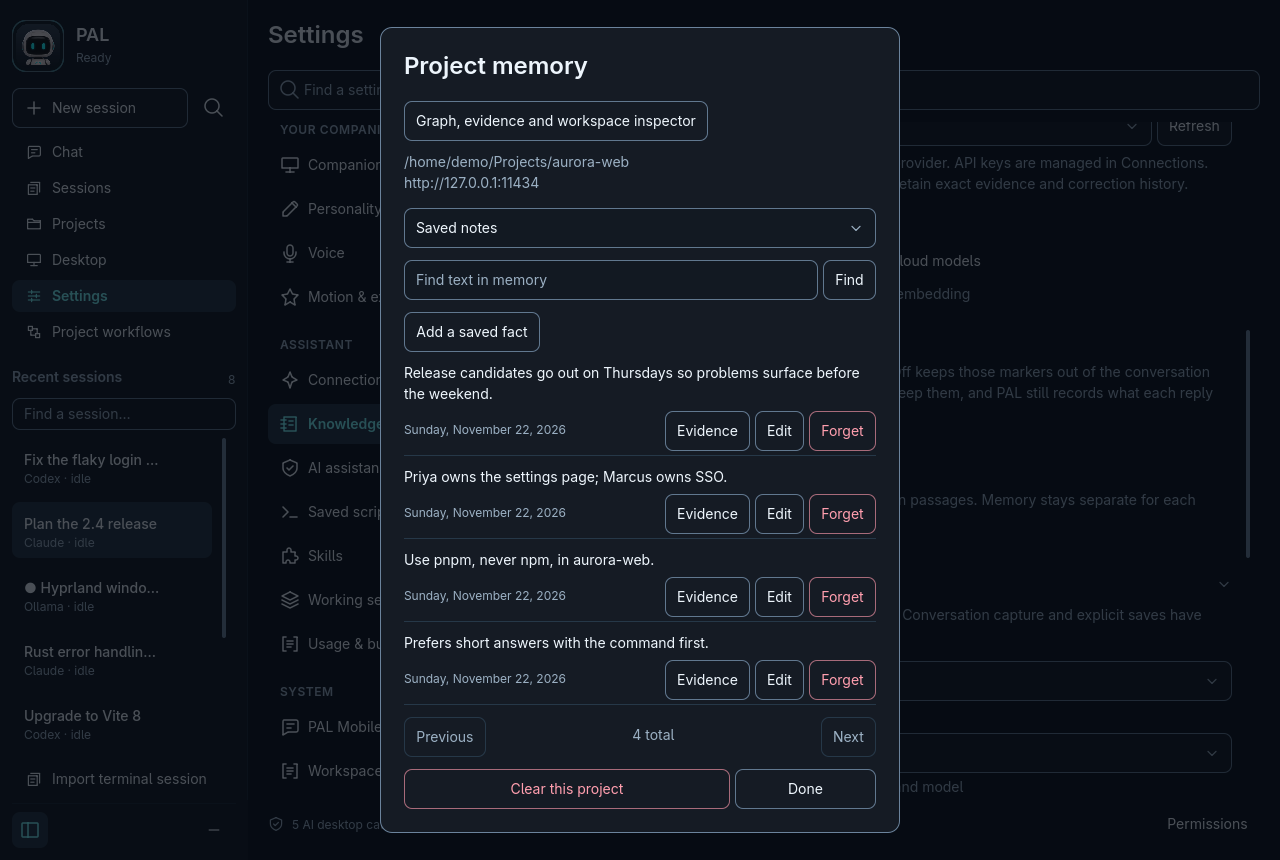 PAL
Ready
New session
Chat
Sessions
Projects
Desktop
Settings
Project workflows
Recent sessions
8
Find a session...
Fix the flaky login ...
Codex · idle
Plan the 2.4 release
Claude · idle
Hyprland windo...
Ollama · idle
Rust error handlin...
Claude · idle
Upgrade to Vite 8
Codex · idle
Import terminal session
Settings
Find a setti
YOUR COMPAN
Companion
Personality
Voice
Motion & e
ASSISTANT
Connection
Knowledge
AI assistan
Saved scrip
Skills
Working se
Usage & bu
SYSTEM
PAL Mobile
Workspace
5 AI desktop ca
Project memory
Graph, evidence and workspace inspector
/home/demo/Projects/aurora-web
http://127.0.0.1:11434
Saved notes
Find text in memory
Find
Add a saved fact
Release candidates go out on Thursdays so problems surface before
the weekend.
Sunday, November 22, 2026
Evidence
Edit
Forget
Priya owns the settings page; Marcus owns SSO.
Sunday, November 22, 2026
Evidence
Edit
Forget
Use pnpm, never npm, in aurora-web.
Sunday, November 22, 2026
Evidence
Edit
Forget
Prefers short answers with the command first.
Sunday, November 22, 2026
Evidence
Edit
Forget
Previous
4 total
Next
Clear this project
Done
Refresh
rovider. API keys are managed in Connections.
etain exact evidence and correction history.
loud models
embedding
ff keeps those markers out of the conversation
eep them, and PAL still records what each reply
n passages. Memory stays separate for each
Conversation capture and explicit saves have
nd model
Permissions